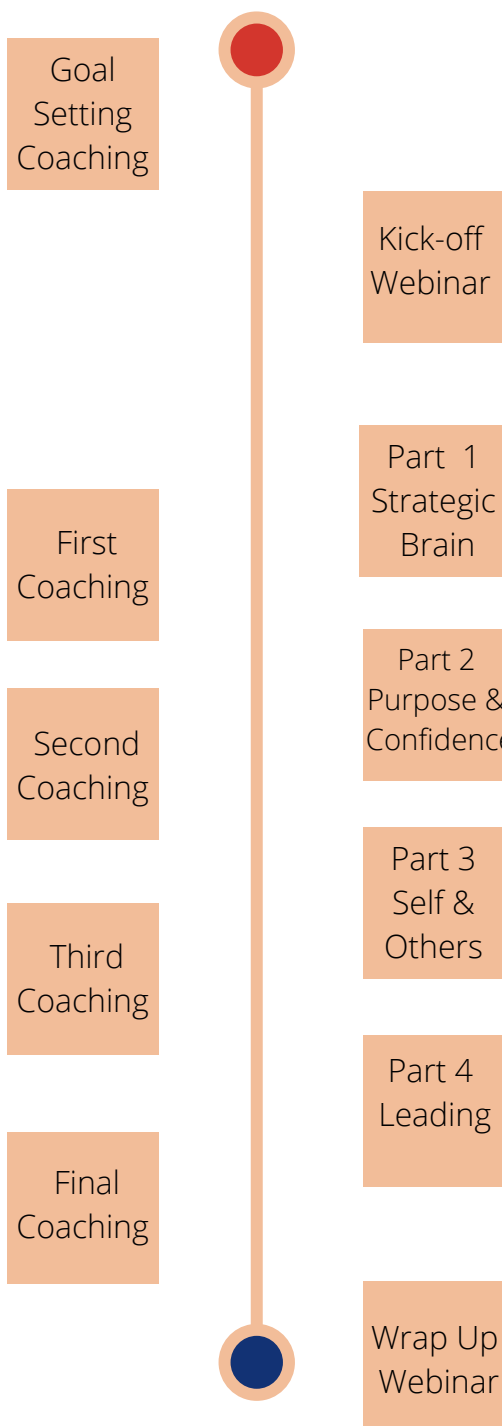 Goal
Setting
Coaching
Kick-off
Webinar
Part 1
Strategic
Brain
First
Coaching
Part 2
Purpose &
Confidence
Second
Coaching
Part 3
Self &
Others
Third
Coaching
Part 4
Leading
Final
Coaching
Wrap Up
Webinar